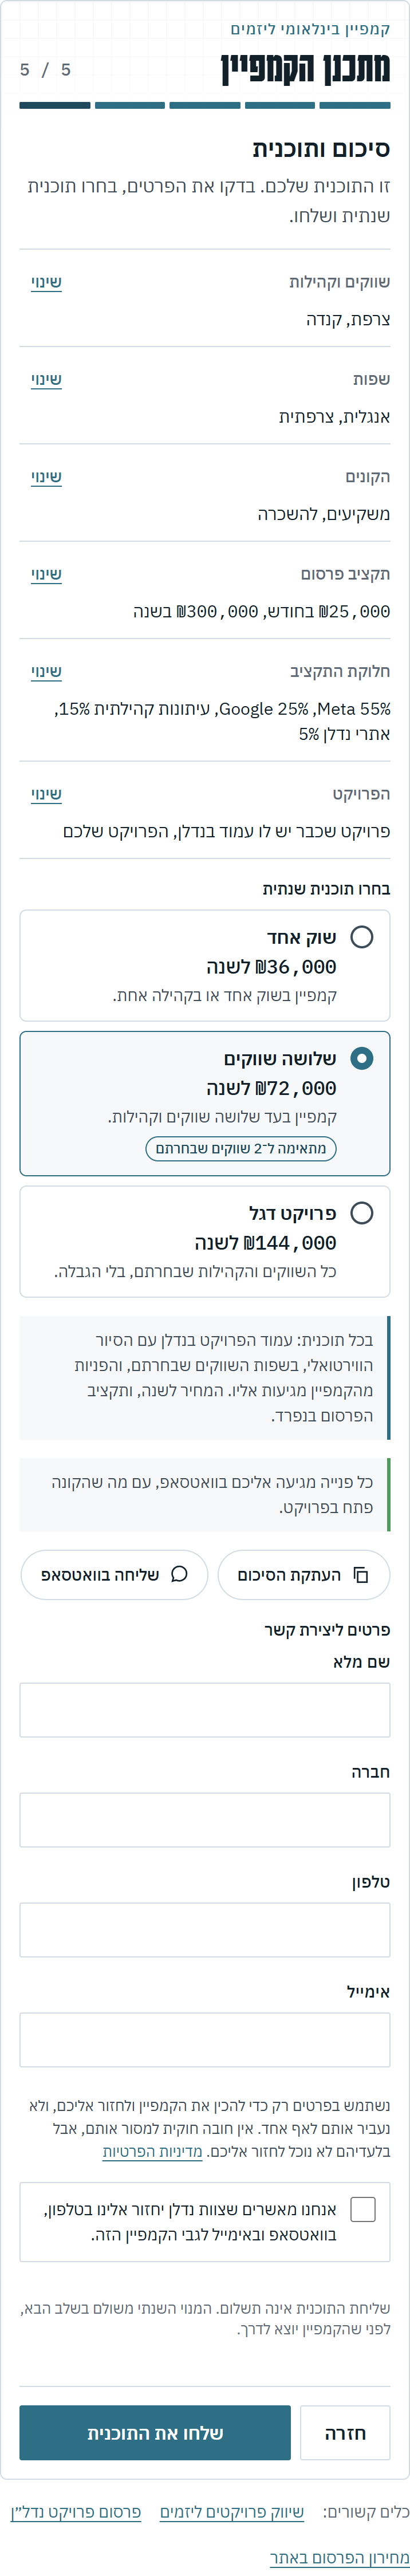 קמפיין בינלאומי ליזמים
מתכנן הקמפיין
5 / 5
סיכום ותוכנית
זו התוכנית שלכם. בדקו את הפרטים, בחרו תוכנית
שנתית ושלחו.
שווקים וקהילות
שינוי
צרפת, קנדה
שפות
שינוי
אנגלית, צרפתית
הקונים
שינוי
משקיעים, להשכרה
תקציב פרסום
שינוי
₪25,000 בחודש, ₪300,000 בשנה
חלוקת התקציב
שינוי
Meta 55%, Google 25%, עיתונות קהילתית 15%,
אתרי נדלן 5%
הפרויקט
שינוי
פרויקט שכבר יש לו עמוד בנדלן, הפרויקט שלכם
בחרו תוכנית שנתית
שוק אחד
₪36,000 לשנה
קמפיין בשוק אחד או בקהילה אחת.
שלושה שווקים
₪72,000 לשנה
קמפיין בעד שלושה שווקים וקהילות.
מתאימה ל־2 שווקים שבחרתם
פרויקט דגל
₪144,000 לשנה
כל השווקים והקהילות שבחרתם, בלי הגבלה.
בכל תוכנית: עמוד הפרויקט בנדלן עם הסיור
הווירטואלי, בשפות השווקים שבחרתם, והפניות
מהקמפיין מגיעות אליו. המחיר לשנה, ותקציב
הפרסום בנפרד.
כל פנייה מגיעה אליכם בוואטסאפ, עם מה שהקונה
פתח בפרויקט.
העתקת הסיכום
שליחה בוואטסאפ
פרטים ליצירת קשר
שם מלא
חברה
טלפון
אימייל
נשתמש בפרטים רק כדי להכין את הקמפיין ולחזור אליכם, ולא
נעביר אותם לאף אחד. אין חובה חוקית למסור אותם, אבל
בלעדיהם לא נוכל לחזור אליכם. מדיניות הפרטיות
אנחנו מאשרים שצוות נדלן יחזור אלינו בטלפון,
בוואטסאפ ובאימייל לגבי הקמפיין הזה.
שליחת התוכנית אינה תשלום. המנוי השנתי משולם בשלב הבא,
לפני שהקמפיין יוצא לדרך.
חזרה
שלחו את התוכנית
כלים קשורים: שיווק פרויקטים ליזמים פרסום פרויקט נדל״ן
מחירון הפרסום באתר